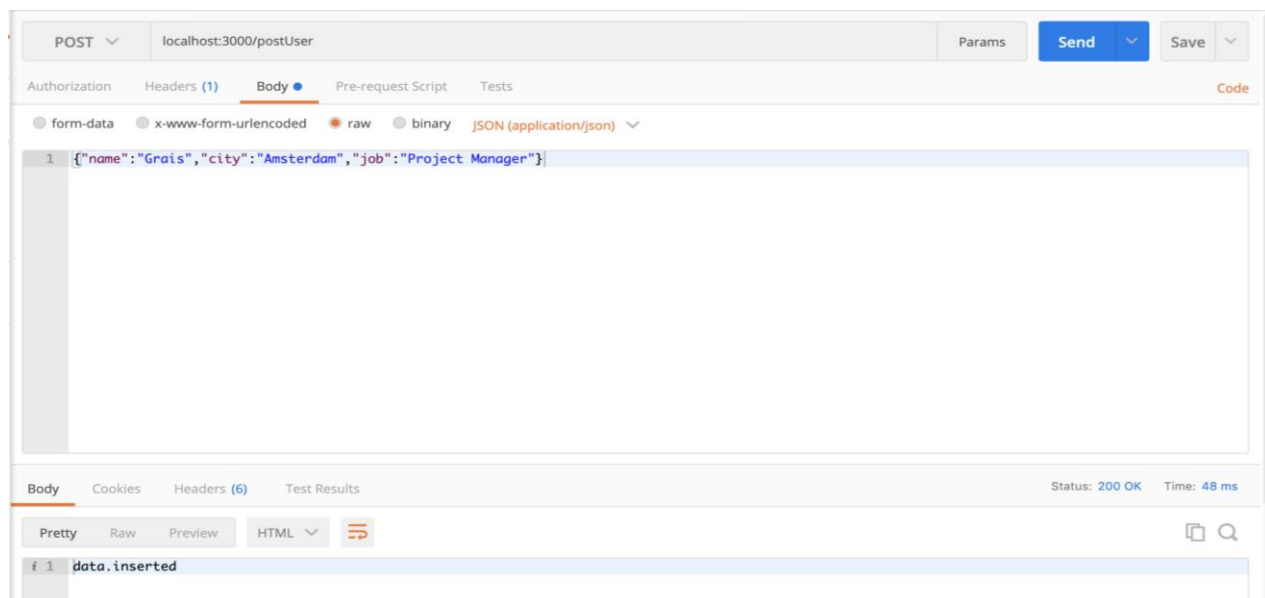 POST localhost:3000/postUser Params Send Save
Authorization Headers (1) Body Pre-request Script Tests Code
form-data x-www-form-urlencoded raw binary JSON (application/json)
1 {"name":"Grais","city":"Amsterdam","job":"Project Manager"}
Body Cookies Headers (6) Test Results Status: 200 OK Time: 48 ms
Pretty Raw Preview HTML
i 1 data.inserted